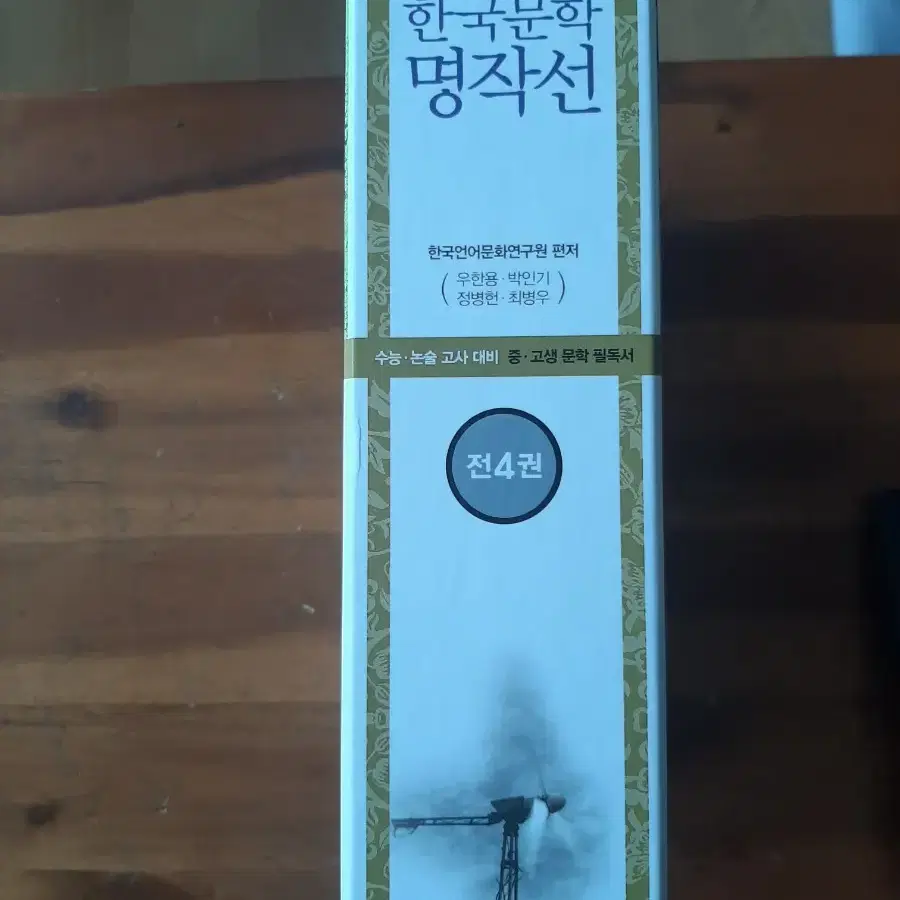 한국문학
명작선
한국언어문화연구원 편저
( 우한용·박인기
정병헌·최병우 )
수능·논술 고사 대비 중·고생 문학 필독서
전4권